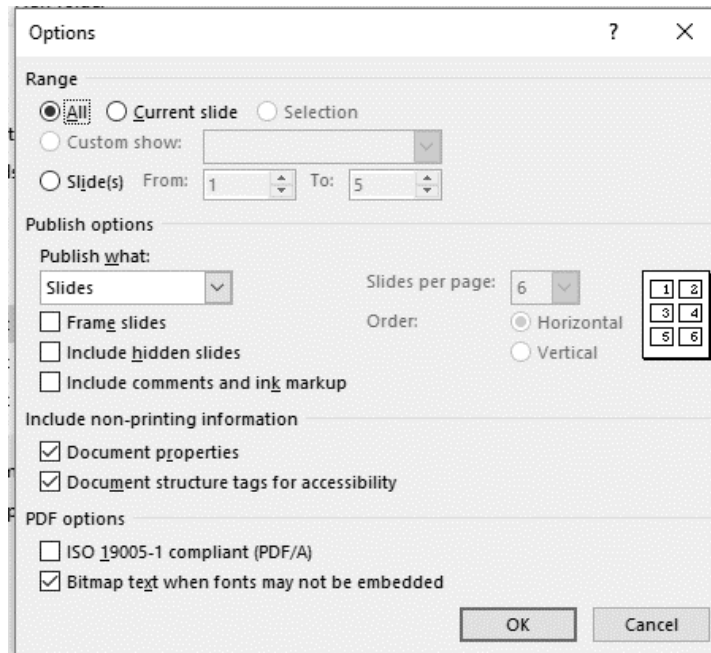 Options ?
Range
All Current slide Selection
Custom show:
Slide(s) From: 1 To: 5
Publish options
Publish what:
Slides Slides per page: 6
Frame slides Order: Horizontal
Include hidden slides Vertical
Include comments and ink markup
1 2
3 4
5 6
Include non-printing information
Document properties
Document structure tags for accessibility
PDF options
ISO 19005-1 compliant (PDF/A)
Bitmap text when fonts may not be embedded
OK Cancel